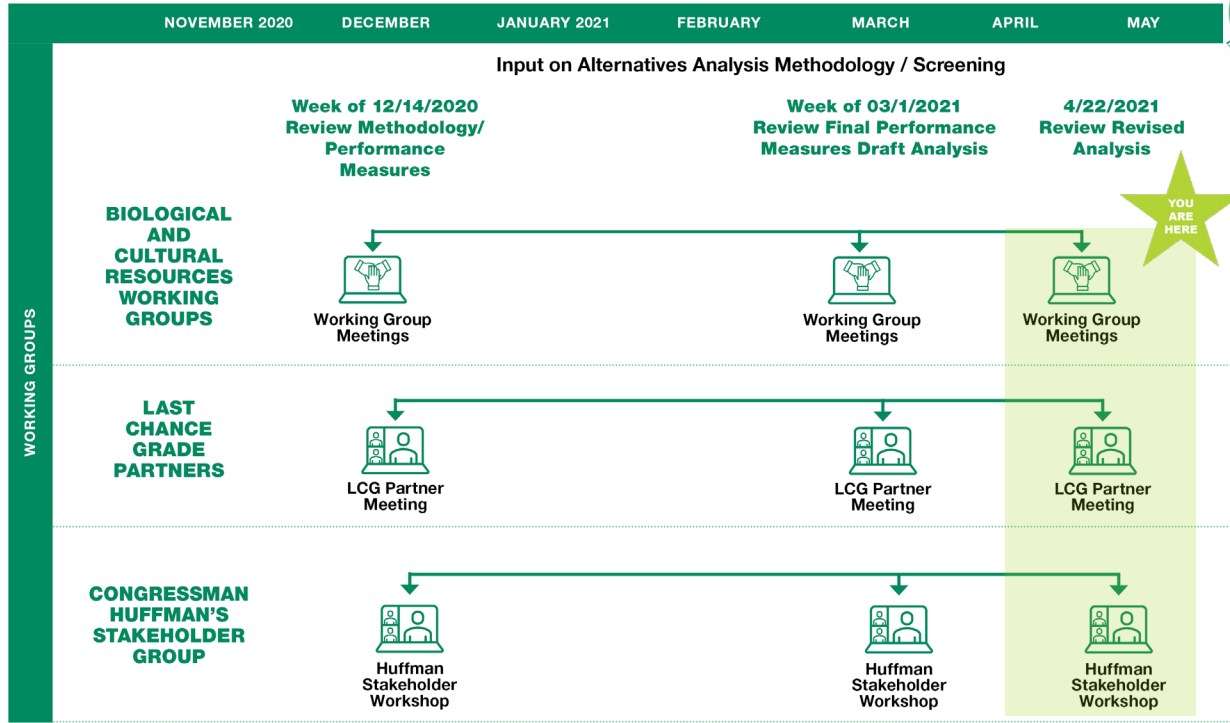 NOVEMBER 2020 DECEMBER JANUARY 2021 FEBRUARY MARCH APRIL MAY
Input on Alternatives Analysis Methodology / Screening
Week of 12/14/2020
Review Methodology/
Performance
Measures
Week of 03/1/2021
Review Final Performance
Measures Draft Analysis
4/22/2021
Review Revised
Analysis
YOU
ARE
HERE
WORKING GROUPS
BIOLOGICAL
AND
CULTURAL
RESOURCES
WORKING
GROUPS
Working Group
Meetings
Working Group
Meetings
Working Group
Meetings
LAST
CHANCE
GRADE
PARTNERS
LCG Partner
Meeting
LCG Partner
Meeting
LCG Partner
Meeting
CONGRESSMAN
HUFFMAN'S
STAKEHOLDER
GROUP
Huffman
Stakeholder
Workshop
Huffman
Stakeholder
Workshop
Huffman
Stakeholder
Workshop